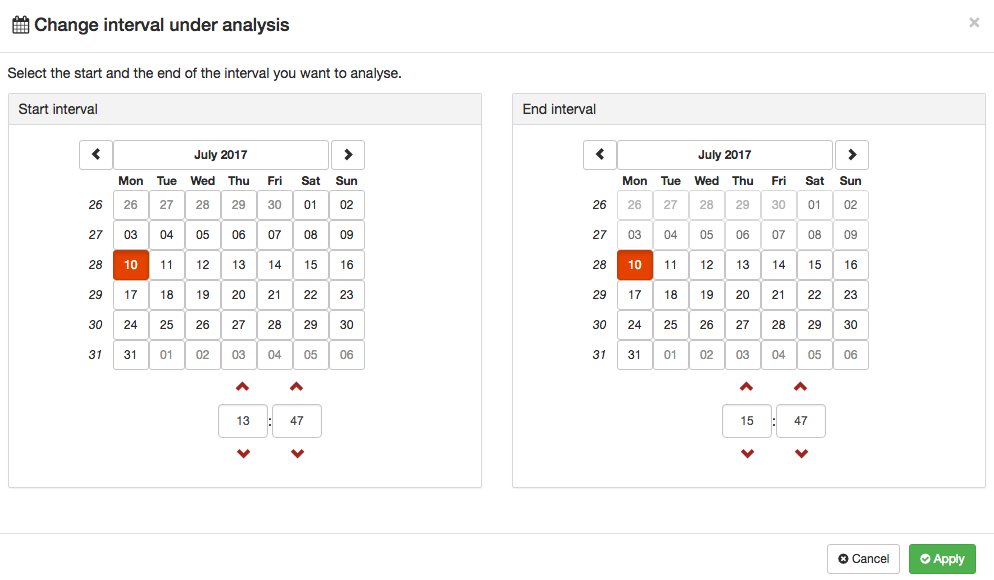 Change interval under analysis
×
Select the start and the end of the interval you want to analyse.
Start interval
July 2017
Mon Tue Wed Thu Fri Sat Sun
26 26 27 28 29 30 01 02
27 03 04 05 06 07 08 09
28 10 11 12 13 14 15 16
29 17 18 19 20 21 22 23
30 24 25 26 27 28 29 30
31 31 01 02 03 04 05 06
13 : 47
End interval
July 2017
Mon Tue Wed Thu Fri Sat Sun
26 26 27 28 29 30 01 02
27 03 04 05 06 07 08 09
28 10 11 12 13 14 15 16
29 17 18 19 20 21 22 23
30 24 25 26 27 28 29 30
31 31 01 02 03 04 05 06
15 : 47
Cancel Apply